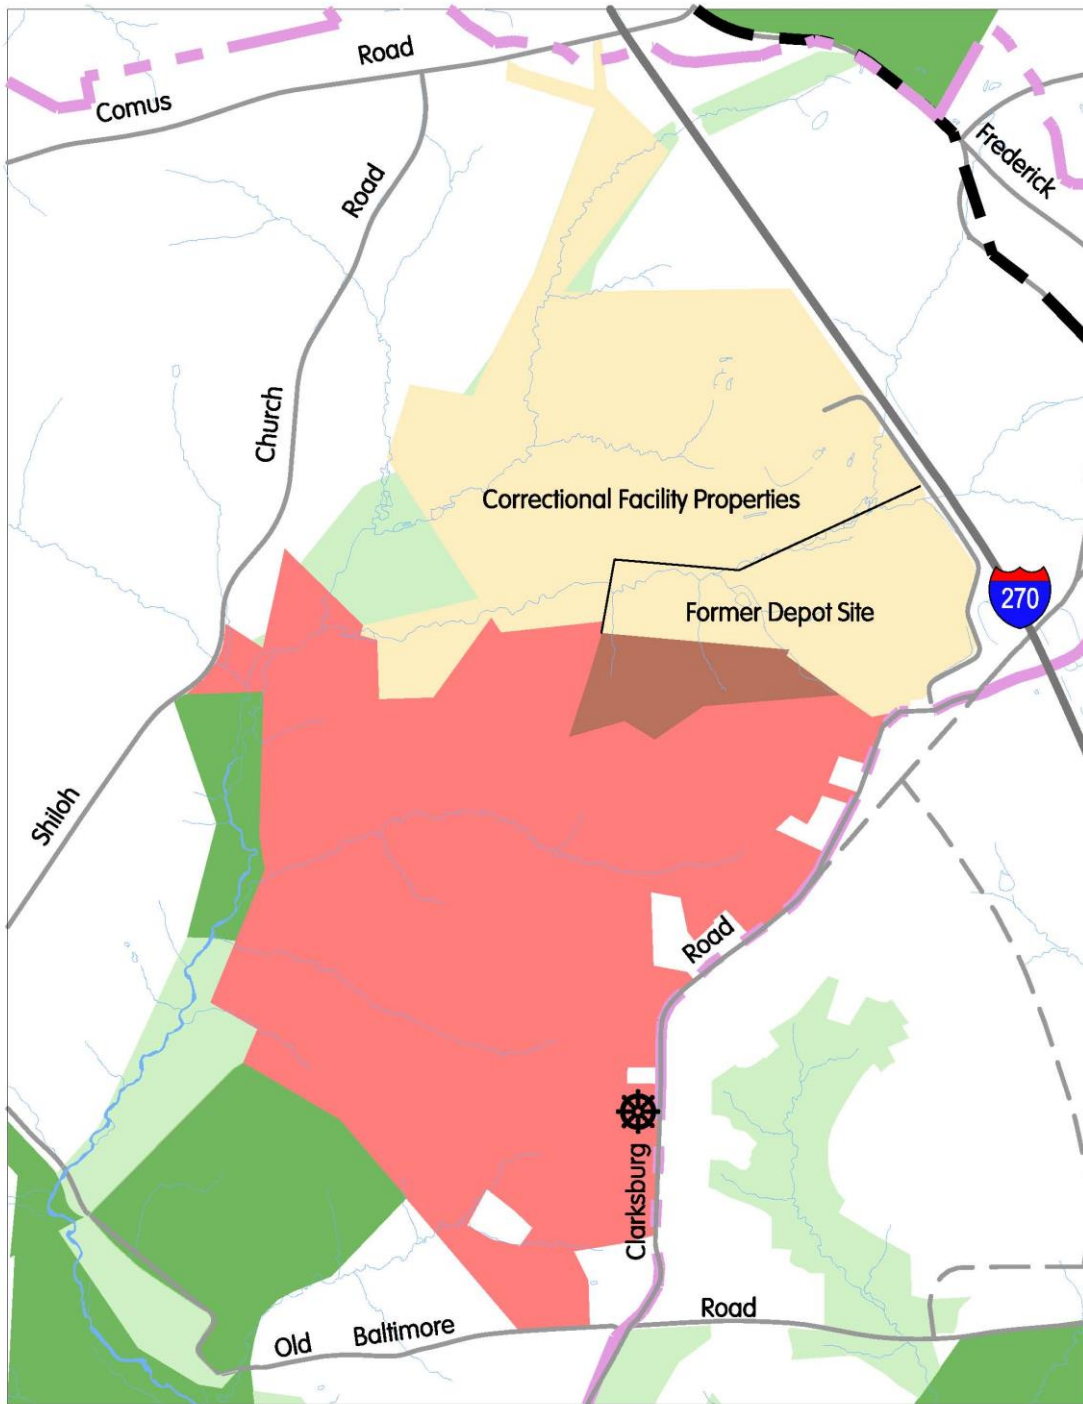 Comus
Road
Frederick
Road
Church
Correctional Facility Properties
270
Former Depot Site
Shiloh
Road
Clarksburg
Old
Baltimore
Road